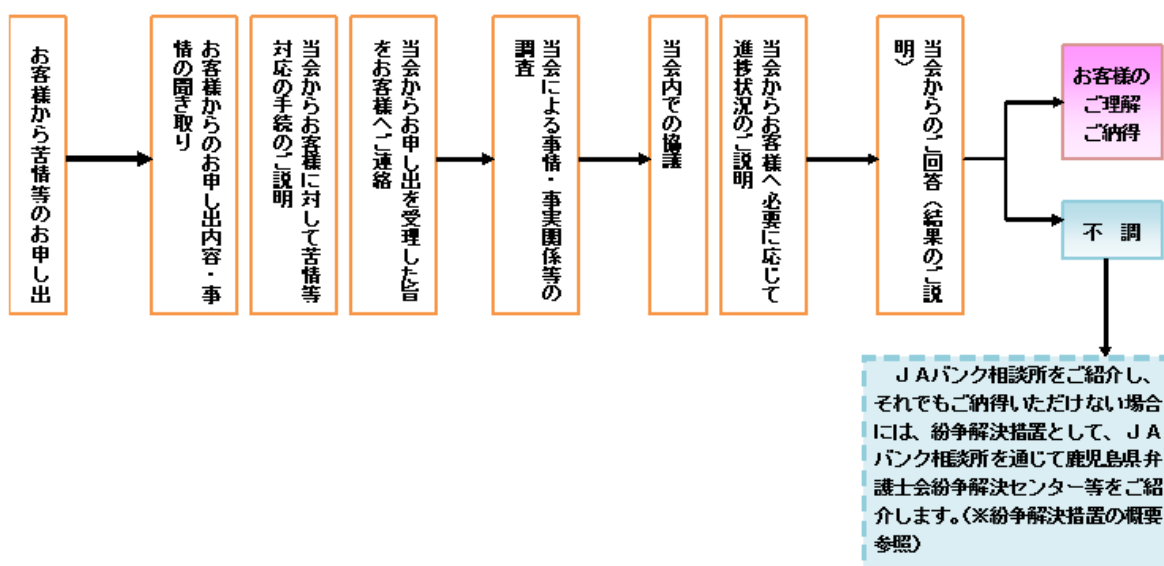 お客様から苦情等のお申し出
お客様からのお申し出内容・事
情の聞き取り
当会からお客様に対して苦情等
対応の手続のご説明
当会からお申し出を受理した旨
をお客様へご連絡
当会による事情・事実関係等の
調査
当会内での協議
当会からお客様へ必要に応じて
進捗状況のご説明
当会からのご回答（結果のご説
明）
お客様の
ご理解
ご納得
不　調
ＪＡバンク相談所をご紹介し、
それでもご納得いただけない場合
には、紛争解決措置として、ＪＡ
バンク相談所を通じて鹿児島県弁
護士会紛争解決センター等をご紹
介します。（※紛争解決措置の概要
参照）